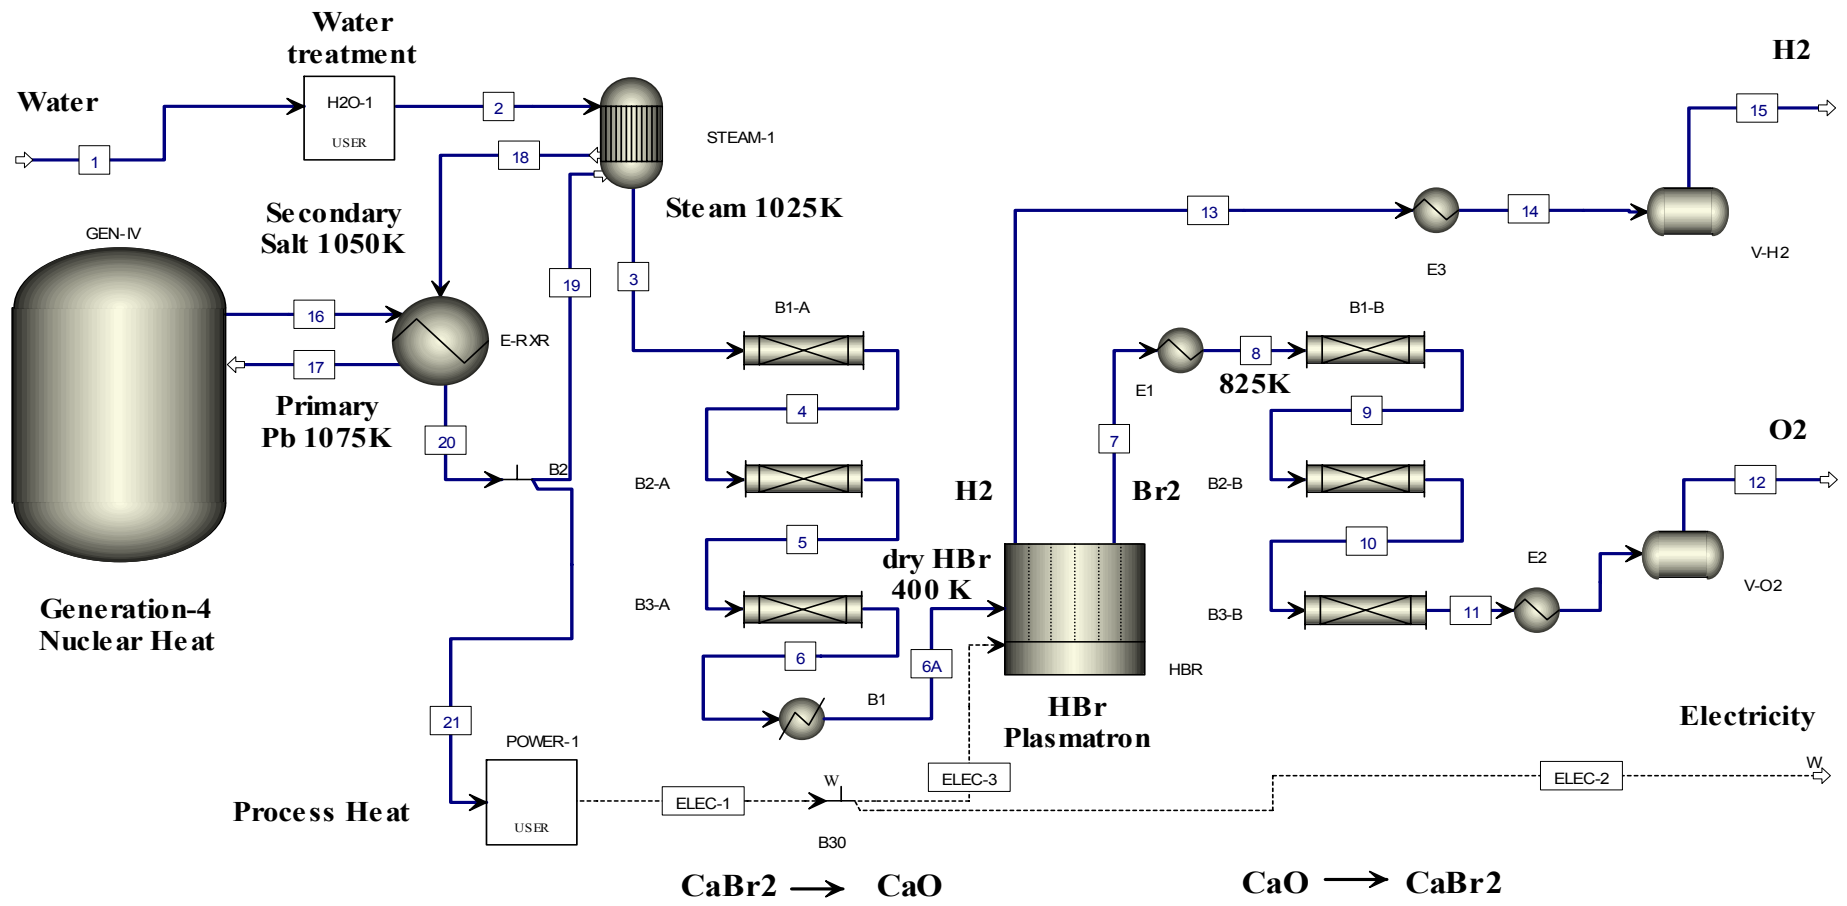 Water
treatment
H2
Water
H2O-1
USER
2
15
1
18
STEAM-1
Secondary
Salt 1050K
Steam 1025K
13
14
GEN-IV
V-H2
E3
19
3
B1-A
B1-B
16
E-RXR
17
8
825K
E1
Primary
Pb 1075K
4
9
20
7
O2
B2
B2-A
H2
Br2
B2-B
12
5
10
dry HBr
400 K
E2
V-O2
Generation-4
Nuclear Heat
B3-A
B3-B
11
6
6A
HBR
B1
HBr
Plasmatron
21
Electricity
POWER-1
W
ELEC-3
ELEC-2
W
Process Heat
USER
ELEC-1
B30
CaBr2
CaO
CaO
CaBr2